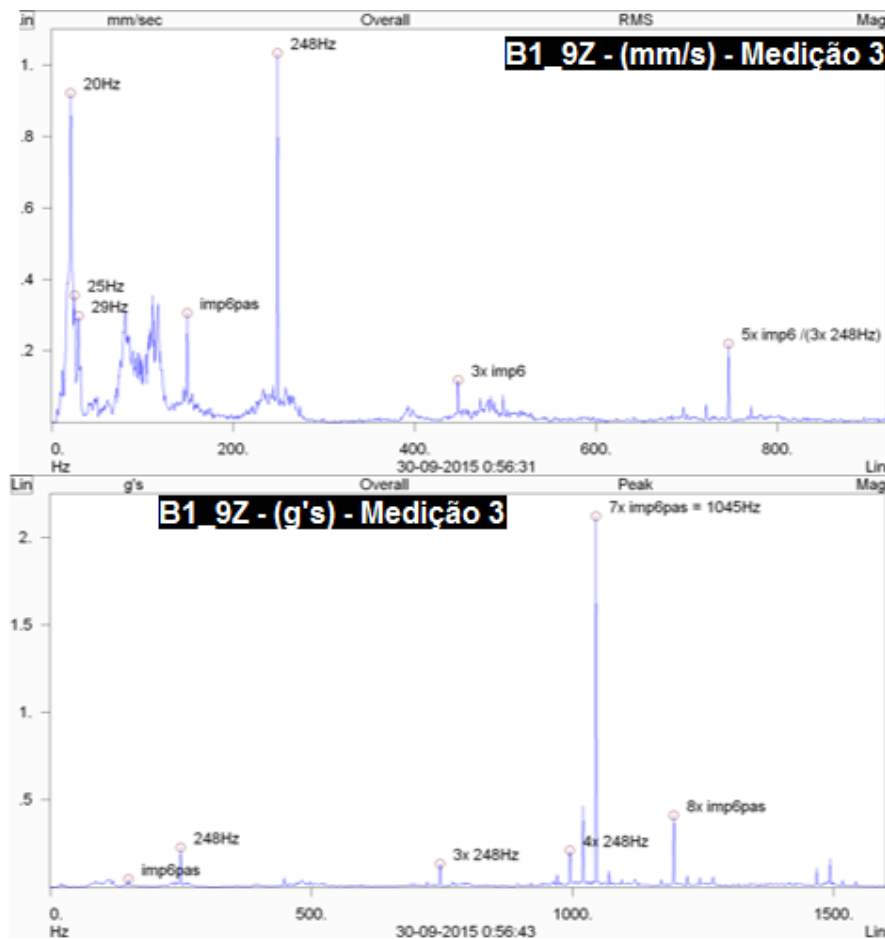 Lin mm/sec Overall RMS Mag
B1_9Z - (mm/s) - Medição 3
248Hz
1.
20Hz
.8
.6
.4
25Hz
29Hz
imp6pas
.2
3x imp6
5x imp6 /(3x 248Hz)
0. 200. 400. 600. 800.
Hz 30-09-2015 0:56:31 Lin
Lin g's Overall Peak Mag
B1_9Z - (g's) - Medição 3
7x imp6pas = 1045Hz
2.
1.5
1.
.5
8x imp6pas
248Hz
imp6pas
3x 248Hz
4x 248Hz
0. 500. 1000. 1500.
Hz 30-09-2015 0:56:43 Lin